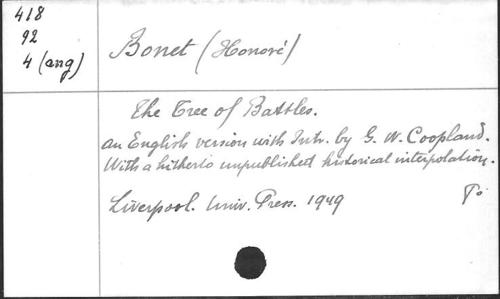 418
92
4 (ang)
Bonet (Honoré)
The Tree of Battles.
an English version with Intr. by G. W. Coopland.
With a hitherto unpublished historical interpolation.
Liverpool. Univ. Press. 1949